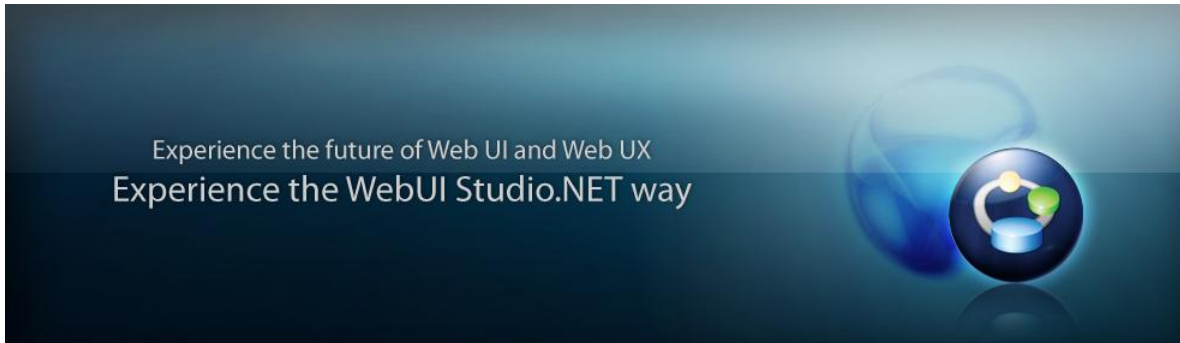 Experience the future of Web UI and Web UX
Experience the WebUI Studio.NET way